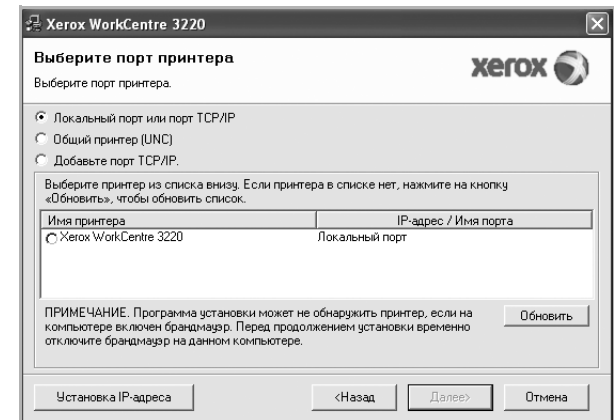 Xerox WorkCentre 3220
Выберите порт принтера
Выберите порт принтера.
xerox
Локальный порт или порт TCP/IP
Общий принтер (UNC)
Добавьте порт TCP/IP.
Выберите принтер из списка внизу. Если принтера в списке нет, нажмите на кнопку
«Обновить», чтобы обновить список.
Имя принтера IP-адрес / Имя порта
Xerox WorkCentre 3220 Локальный порт
ПРИМЕЧАНИЕ. Программа установки может не обнаружить принтер, если на
компьютере включен брандмауэр. Перед продолжением установки временно
отключите брандмауэр на данном компьютере.
Обновить
Установка IP-адреса <Назад Далее> Отмена